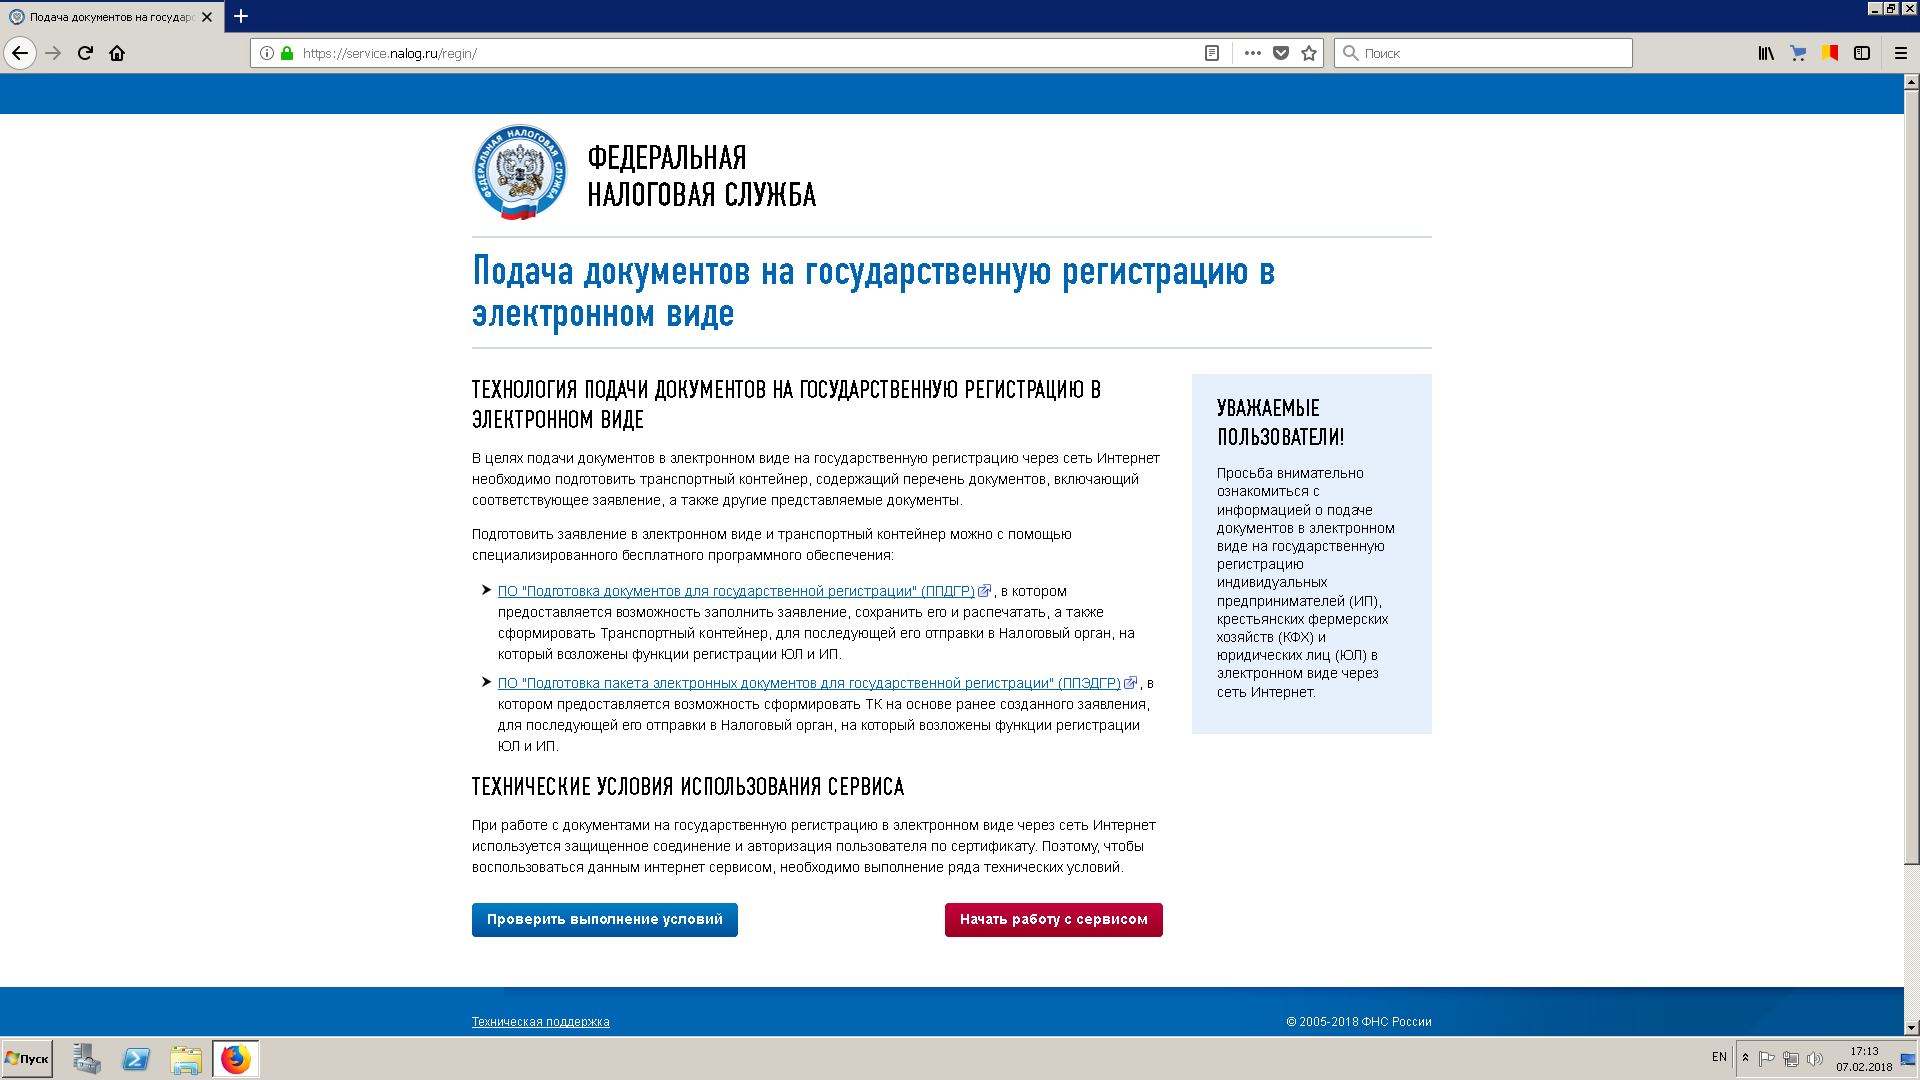 Подача документов на государс
https://service.nalog.ru/regin/
Поиск
ФЕДЕРАЛЬНАЯ НАЛОГОВАЯ СЛУЖБА
ФЕДЕРАЛЬНАЯ
НАЛОГОВАЯ СЛУЖБА
Подача документов на государственную регистрацию в
электронном виде
ТЕХНОЛОГИЯ ПОДАЧИ ДОКУМЕНТОВ НА ГОСУДАРСТВЕННУЮ РЕГИСТРАЦИЮ В
ЭЛЕКТРОННОМ ВИДЕ
В целях подачи документов в электронном виде на государственную регистрацию через сеть Интернет
необходимо подготовить транспортный контейнер, содержащий перечень документов, включающий
соответствующее заявление, а также другие представляемые документы.
Подготовить заявление в электронном виде и транспортный контейнер можно с помощью
специализированного бесплатного программного обеспечения:
ПО "Подготовка документов для государственной регистрации" (ППДГР) , в котором
предоставляется возможность заполнить заявление, сохранить его и распечатать, а также
сформировать Транспортный контейнер, для последующей его отправки в Налоговый орган, на
который возложены функции регистрации ЮЛ и ИП.
ПО "Подготовка пакета электронных документов для государственной регистрации" (ППЭДГР) , в
котором предоставляется возможность сформировать ТК на основе ранее созданного заявления,
для последующей его отправки в Налоговый орган, на который возложены функции регистрации
ЮЛ и ИП.
ТЕХНИЧЕСКИЕ УСЛОВИЯ ИСПОЛЬЗОВАНИЯ СЕРВИСА
При работе с документами на государственную регистрацию в электронном виде через сеть Интернет
используется защищенное соединение и авторизация пользователя по сертификату. Поэтому, чтобы
воспользоваться данным интернет сервисом, необходимо выполнение ряда технических условий.
Проверить выполнение условий
Начать работу с сервисом
УВАЖАЕМЫЕ
ПОЛЬЗОВАТЕЛИ!
Просьба внимательно
ознакомиться с
информацией о подаче
документов в электронном
виде на государственную
регистрацию
индивидуальных
предпринимателей (ИП),
крестьянских фермерских
хозяйств (КФХ) и
юридических лиц (ЮЛ) в
электронном виде через
сеть Интернет.
Техническая поддержка
© 2005-2018 ФНС России
Пуск
EN
17:13
07.02.2018